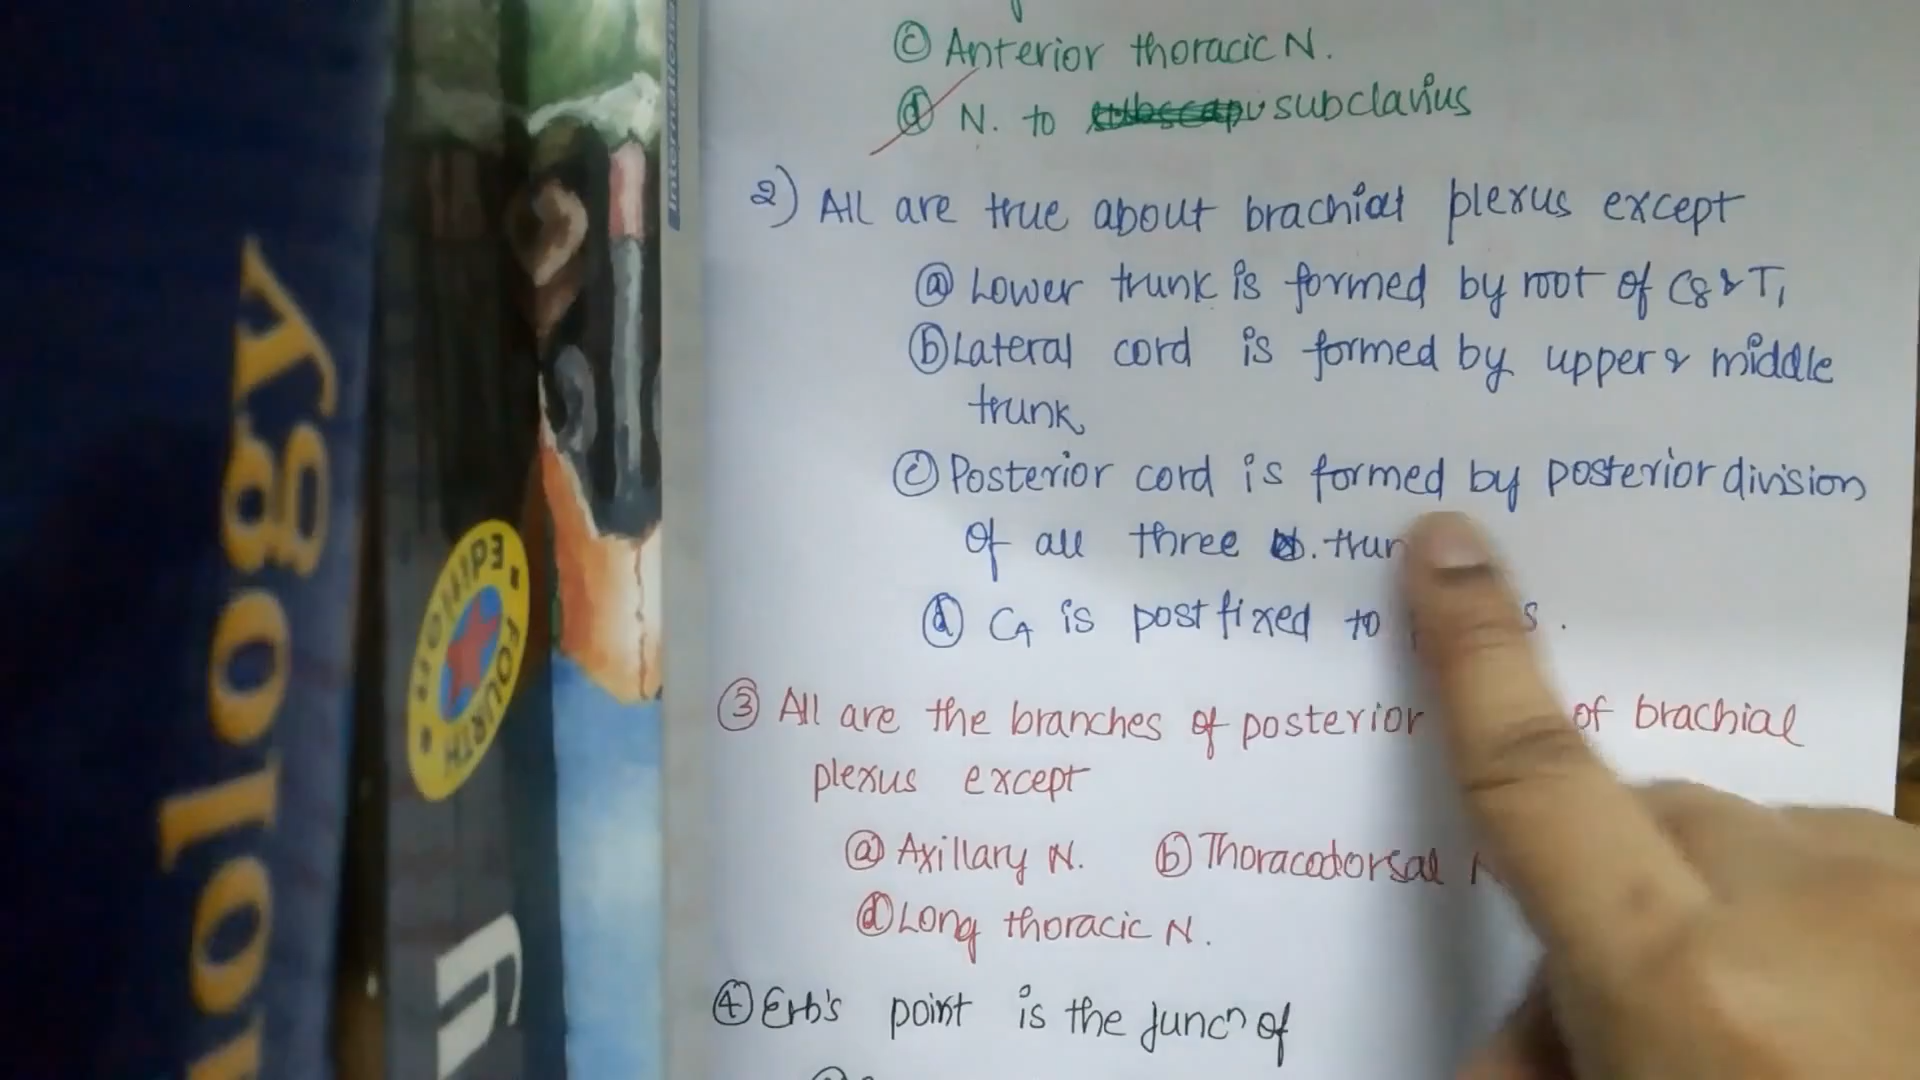 International
ology
FOURTH EDITION
ⓒ Anterior thoracic N.
ⓓ N. to subclavius
2) All are true about brachial plexus except
ⓐ Lower trunk is formed by root of C8 & T1
ⓑ Lateral cord is formed by upper & middle
trunk
ⓒ Posterior cord is formed by posterior division
of all three trun
ⓓ C4 is post fixed to s.
③ All are the branches of posterior of brachial
plexus except
ⓐ Axillary N. ⓑ Thoracodorsal N
ⓓ Long thoracic N.
④ Erb's point is the juncⁿ of